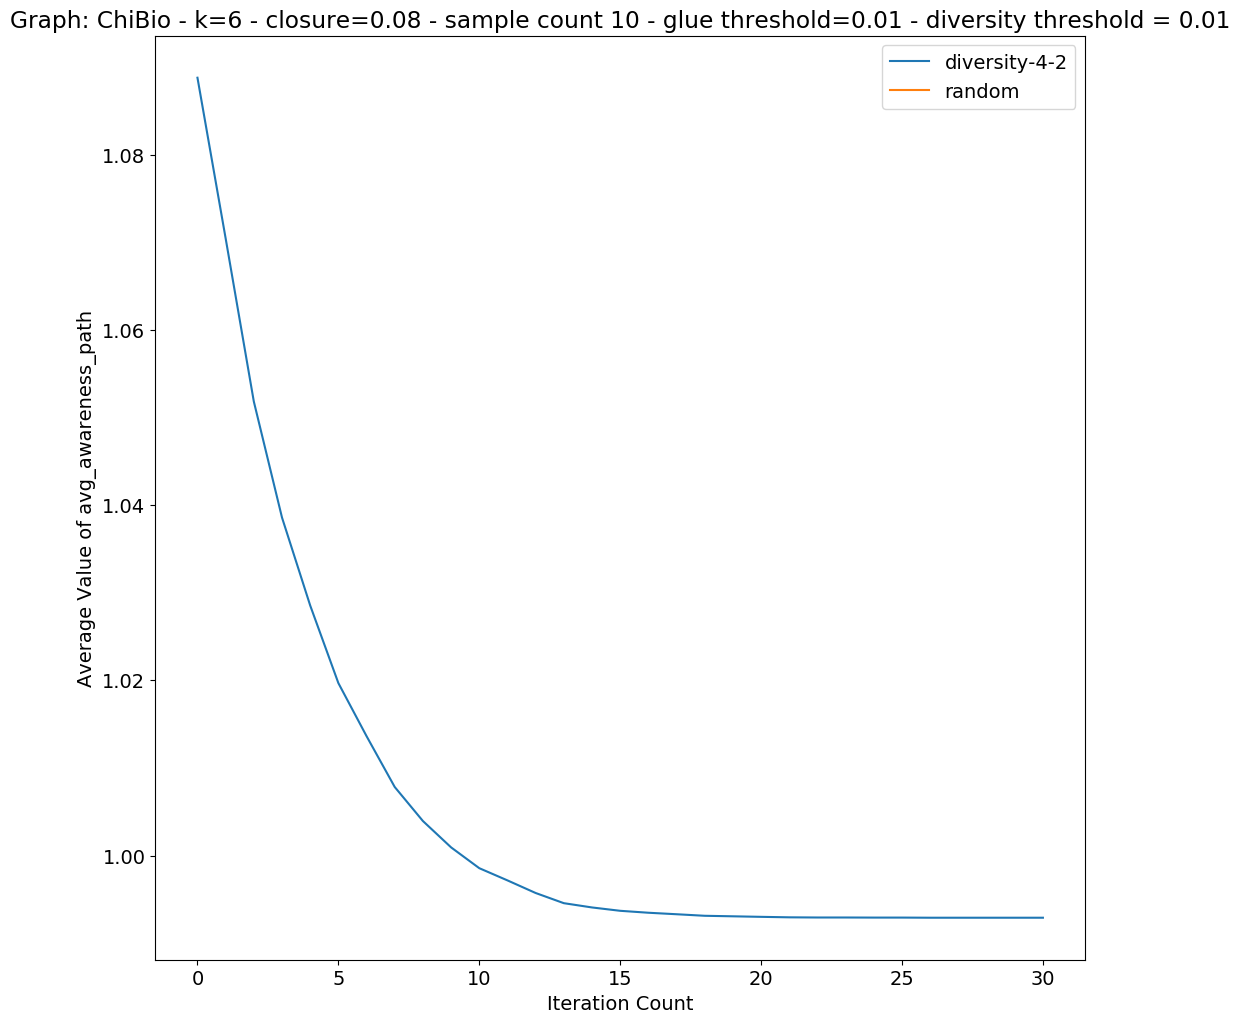 Graph: ChiBio - k=6 - closure=0.08 - sample count 10 - glue threshold=0.01 - diversity threshold = 0.01
diversity-4-2
random
1.08
1.06
1.04
1.02
1.00
Average Value of avg_awareness_path
0 5 10 15 20 25 30
Iteration Count